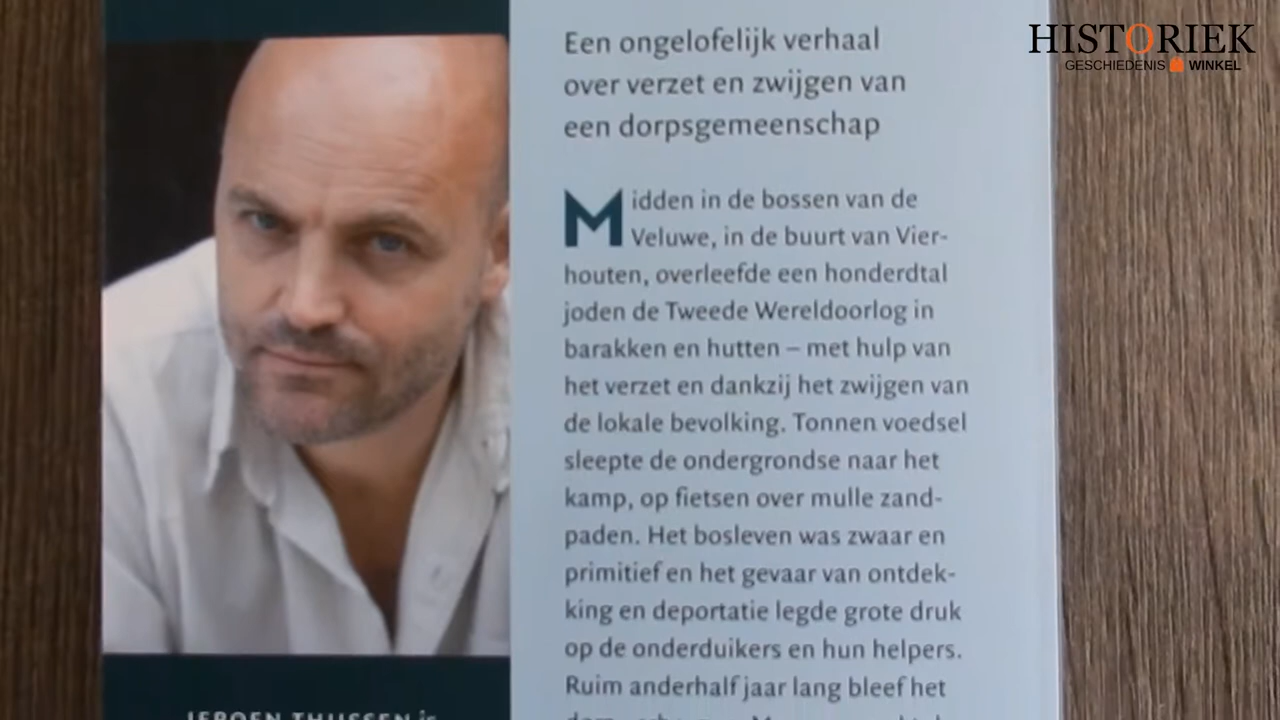 HISTORIEK
GESCHIEDENIS WINKEL
Een ongelofelijk verhaal
over verzet en zwijgen van
een dorpsgemeenschap
Midden in de bossen van de
Veluwe, in de buurt van Vier-
houten, overleefde een honderdtal
joden de Tweede Wereldoorlog in
barakken en hutten – met hulp van
het verzet en dankzij het zwijgen van
de lokale bevolking. Tonnen voedsel
sleepte de ondergrondse naar het
kamp, op fietsen over mulle zand-
paden. Het bosleven was zwaar en
primitief en het gevaar van ontdek-
king en deportatie legde grote druk
op de onderduikers en hun helpers.
Ruim anderhalf jaar lang bleef het
JEROEN THIJSSEN is